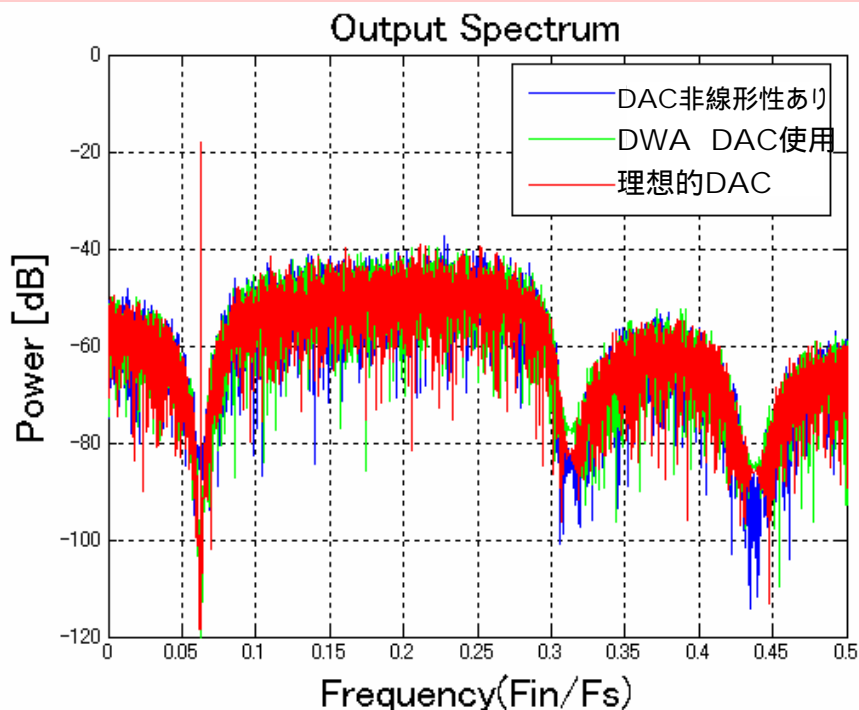 Output Spectrum
DAC非線形性あり
DWA DAC使用
理想的DAC
Power [dB]
0
-20
-40
-60
-80
-100
-120
0 0.05 0.1 0.15 0.2 0.25 0.3 0.35 0.4 0.45 0.5
Frequency(Fin/Fs)